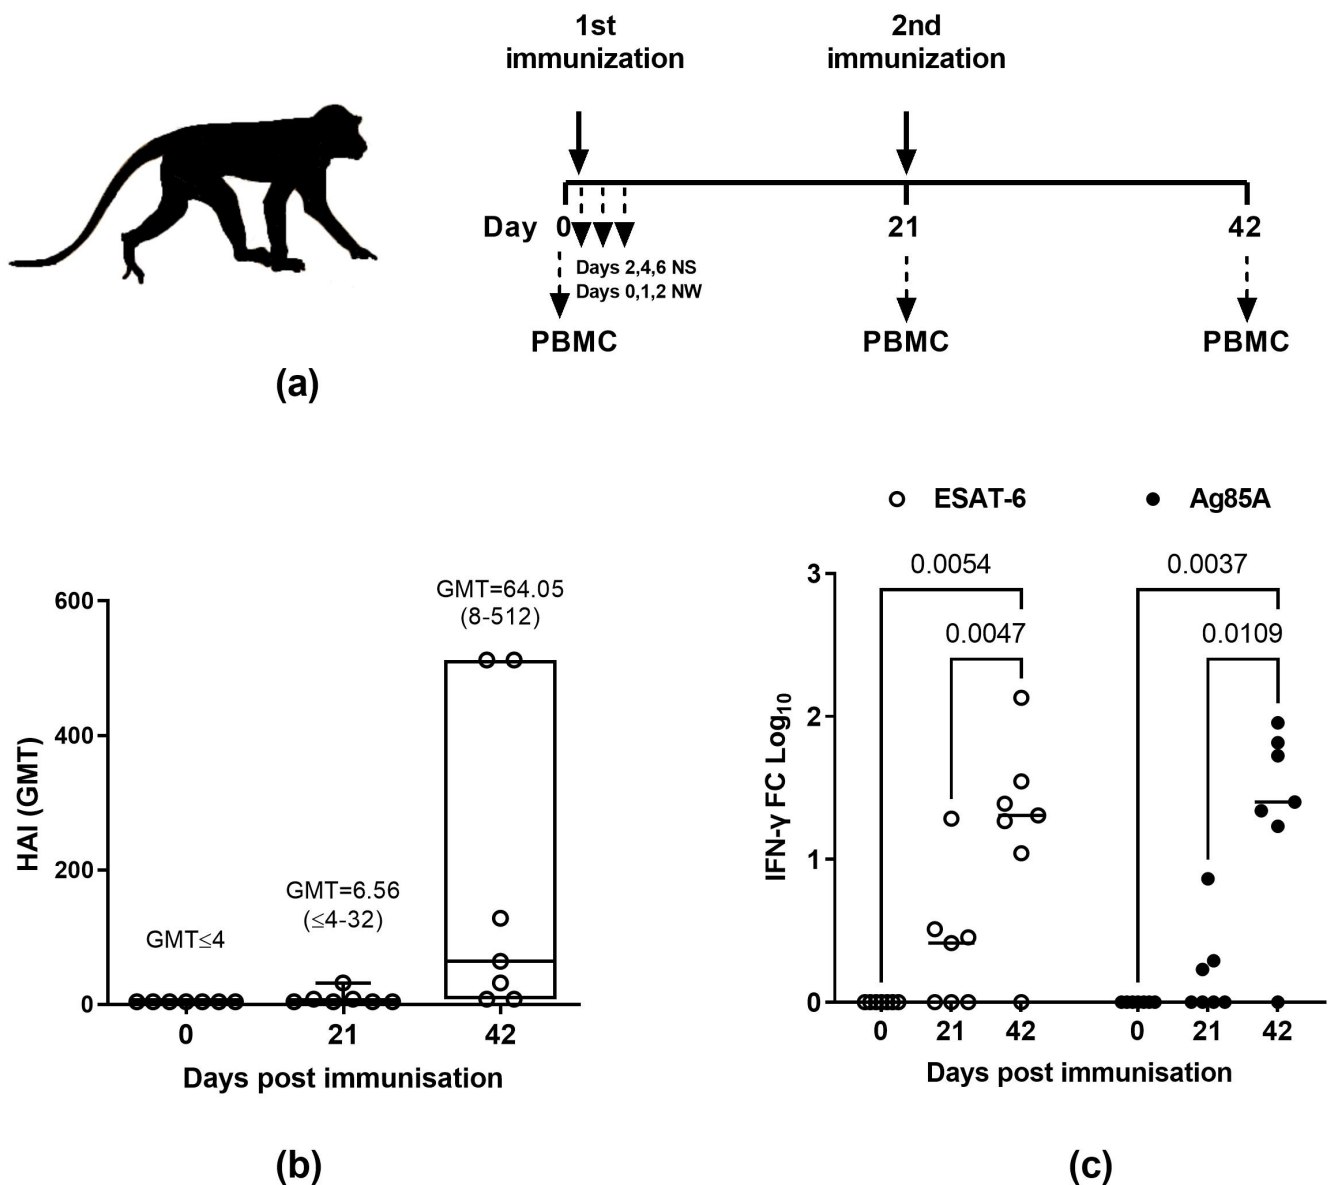 1st
immunization
2nd
immunization
Day 0 21 42
Days 2,4,6 NS
Days 0,1,2 NW
PBMC PBMC PBMC
(a)
HAI (GMT)
600
400
200
0
GMT≤4
GMT=6.56
(≤4-32)
GMT=64.05
(8-512)
0 21 42
Days post immunisation
(b)
ESAT-6 Ag85A
IFN-γ FC Log10
3
2
1
0
0.0054 0.0037
0.0047 0.0109
0 21 42 0 21 42
Days post immunisation
(c)